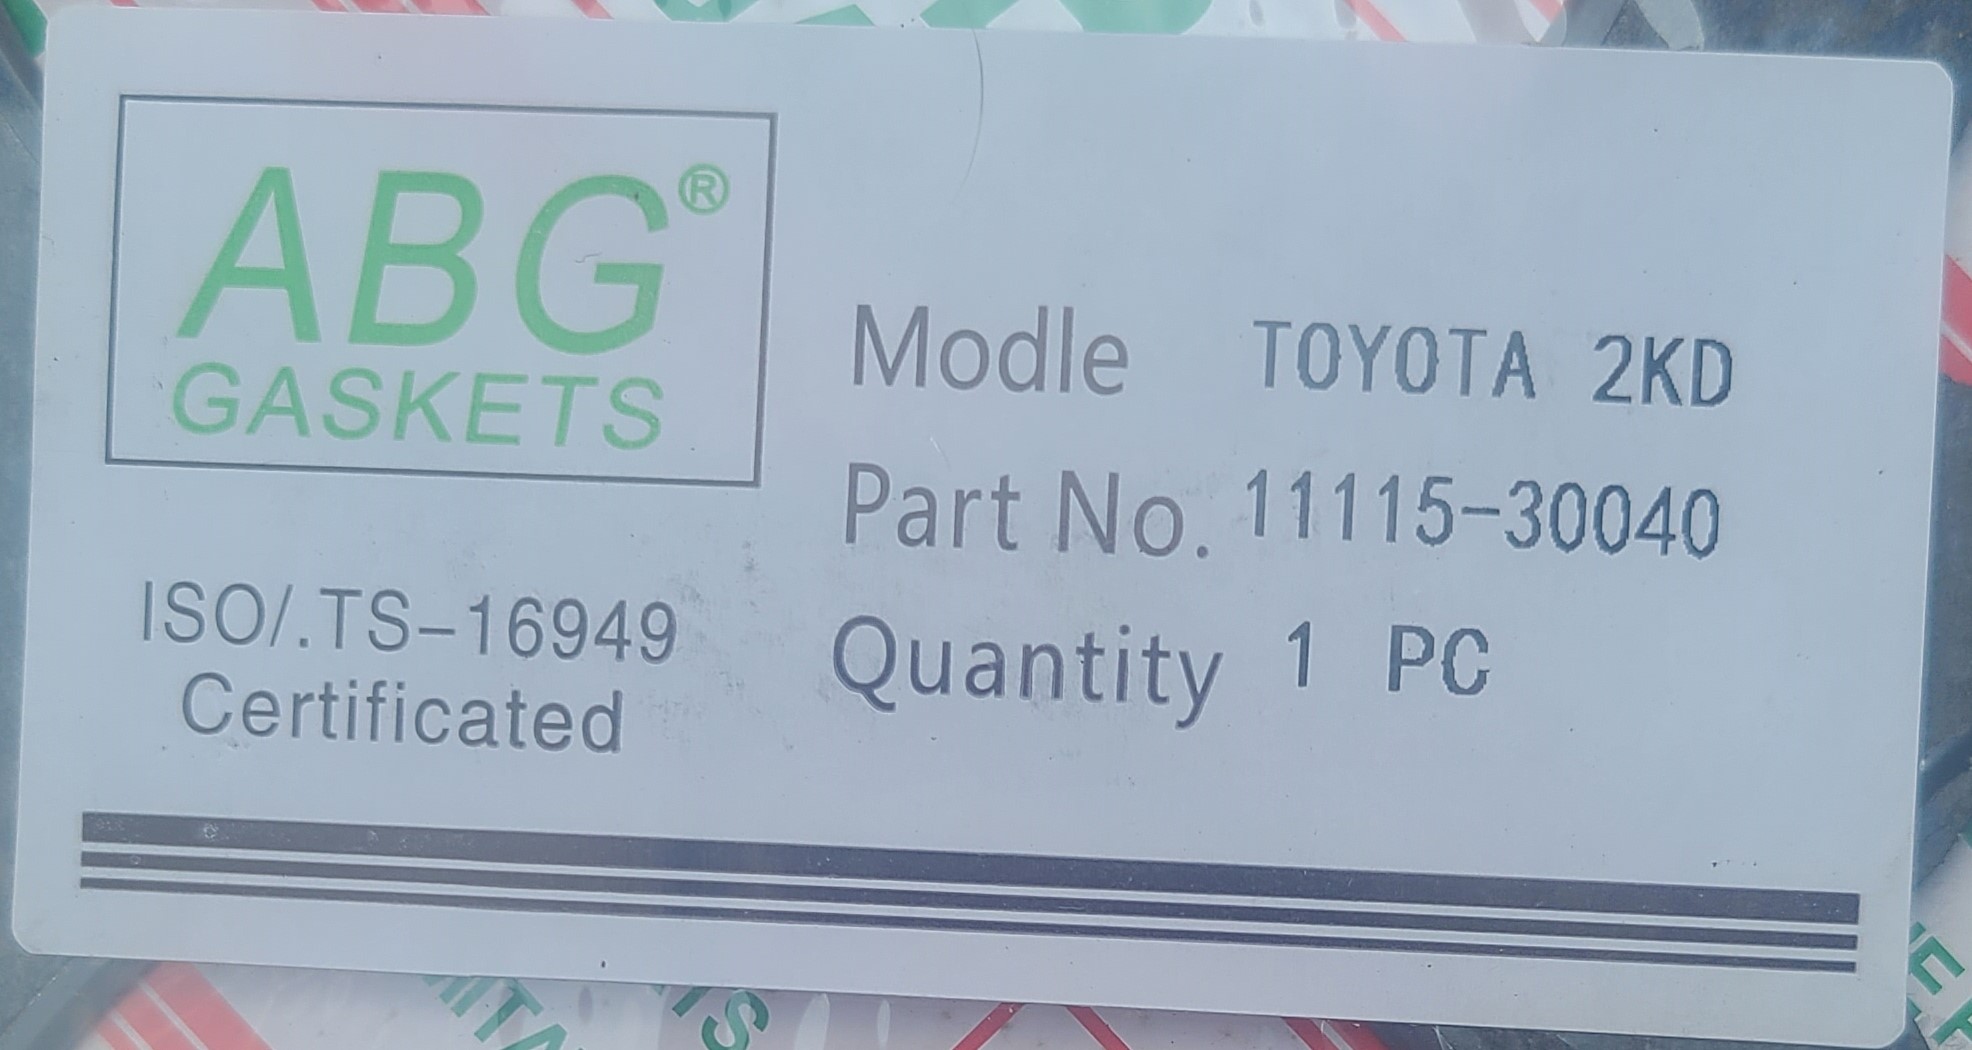 ABG®
GASKETS
Modle TOYOTA 2KD
Part No. 11115-30040
Quantity 1 PC
ISO/.TS-16949
Certificated